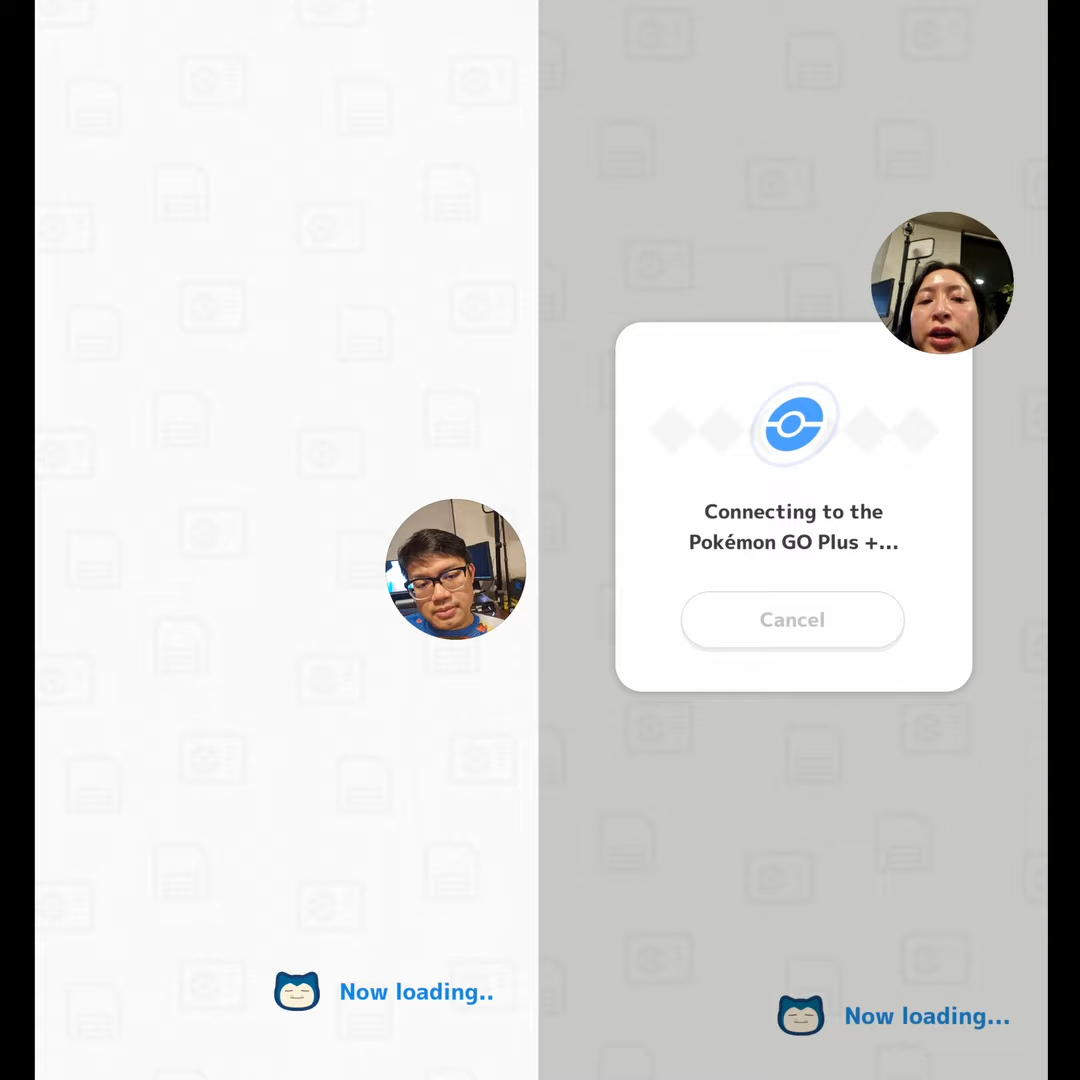 Now loading..
Connecting to the
Pokémon GO Plus +...
Cancel
Now loading...